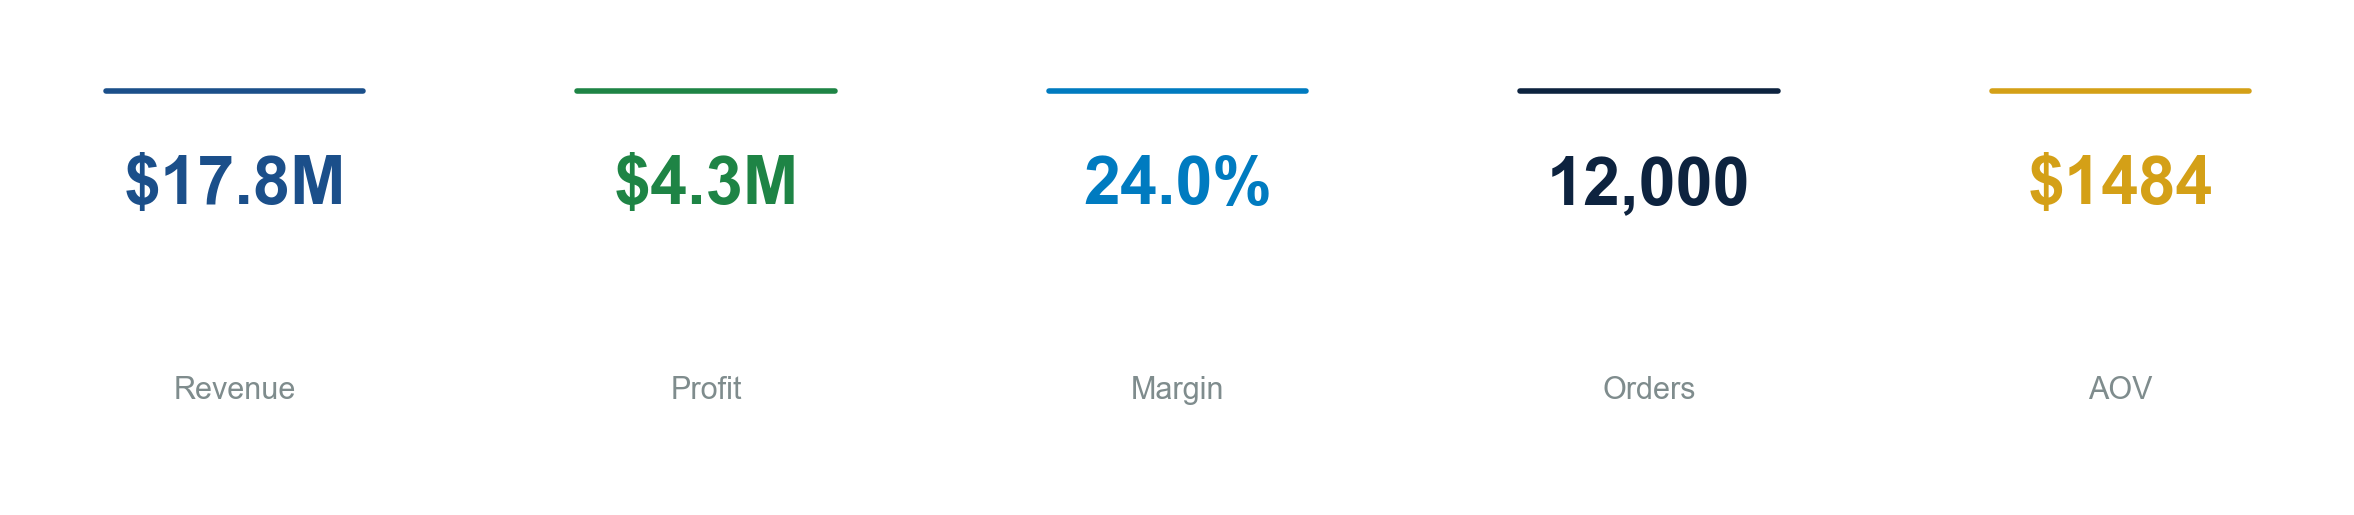 $17.8M $4.3M 24.0% 12,000 $1484
Revenue Profit Margin Orders AOV